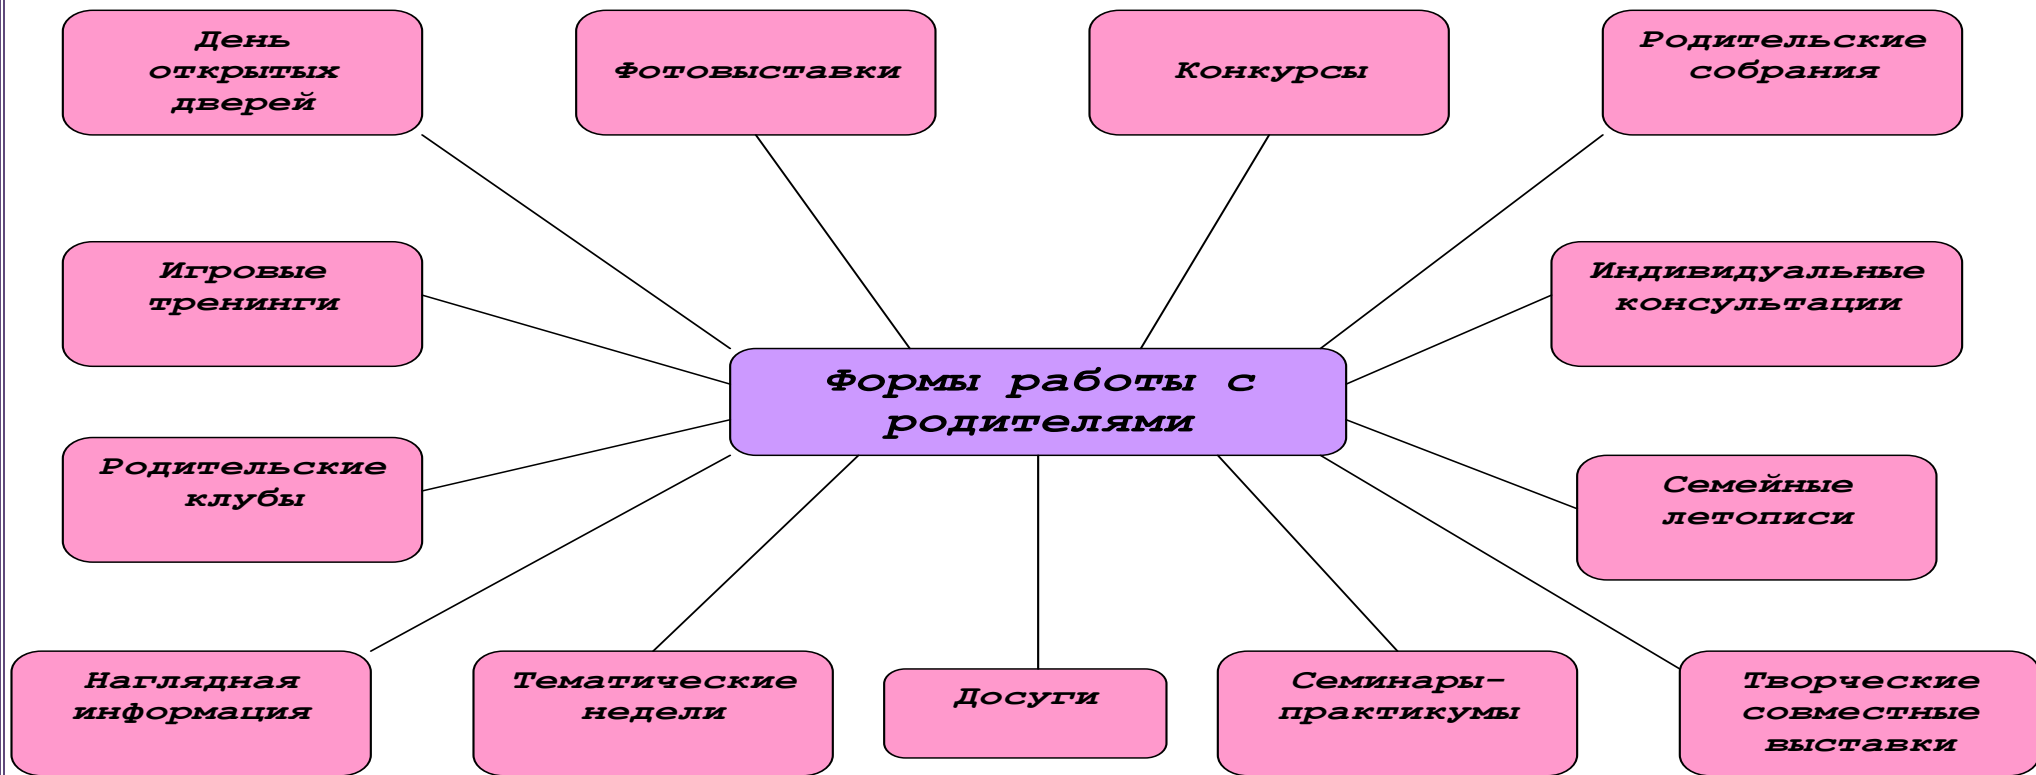 День
открытых
дверей
Фотовыставки
Конкурсы
Родительские
собрания
Игровые
тренинги
Индивидуальные
консультации
Формы работы с
родителями
Родительские
клубы
Семейные
летописи
Наглядная
информация
Тематические
недели
Досуги
Семинары-
практикумы
Творческие
совместные
выставки